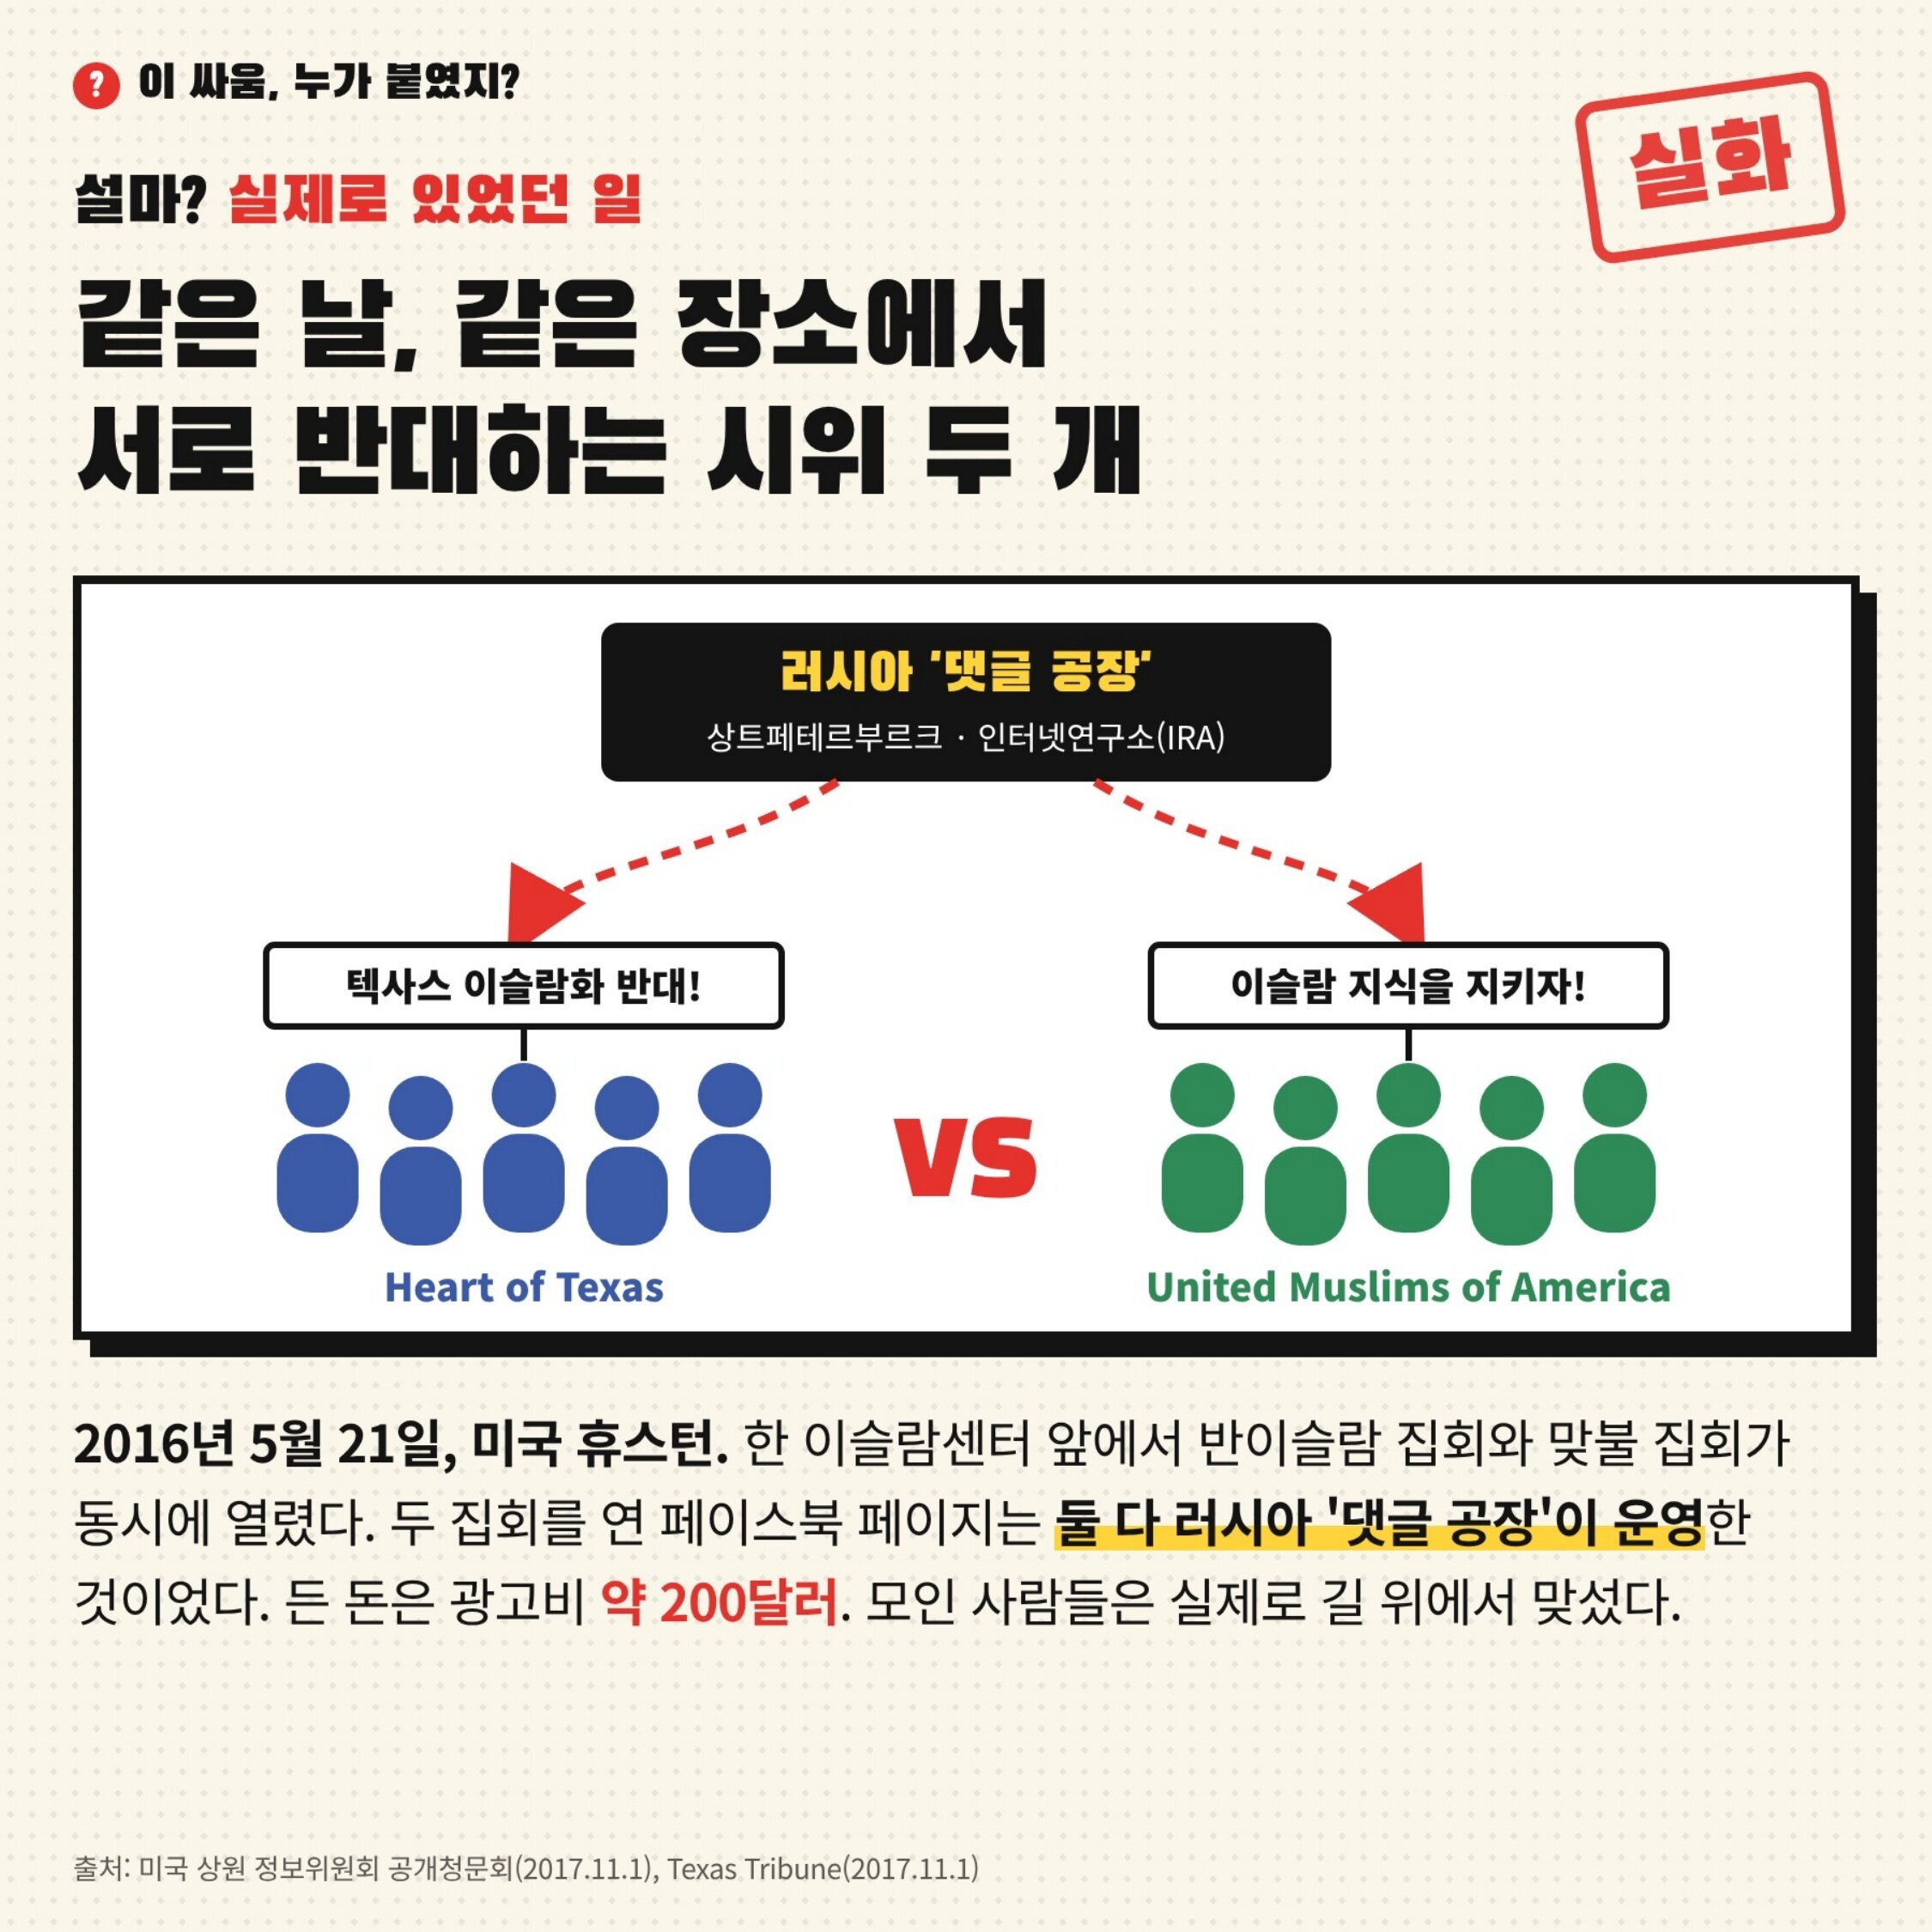 ? 이 싸움, 누가 붙였지?
실화
설마? 실제로 있었던 일
같은 날, 같은 장소에서
서로 반대하는 시위 두 개
러시아 '댓글 공장'
상트페테르부르크 · 인터넷연구소(IRA)
텍사스 이슬람화 반대!
이슬람 지식을 지키자!
VS
Heart of Texas
United Muslims of America
2016년 5월 21일, 미국 휴스턴. 한 이슬람센터 앞에서 반이슬람 집회와 맞불 집회가
동시에 열렸다. 두 집회를 연 페이스북 페이지는 둘 다 러시아 '댓글 공장'이 운영한
것이었다. 든 돈은 광고비 약 200달러. 모인 사람들은 실제로 길 위에서 맞섰다.
출처: 미국 상원 정보위원회 공개청문회(2017.11.1), Texas Tribune(2017.11.1)